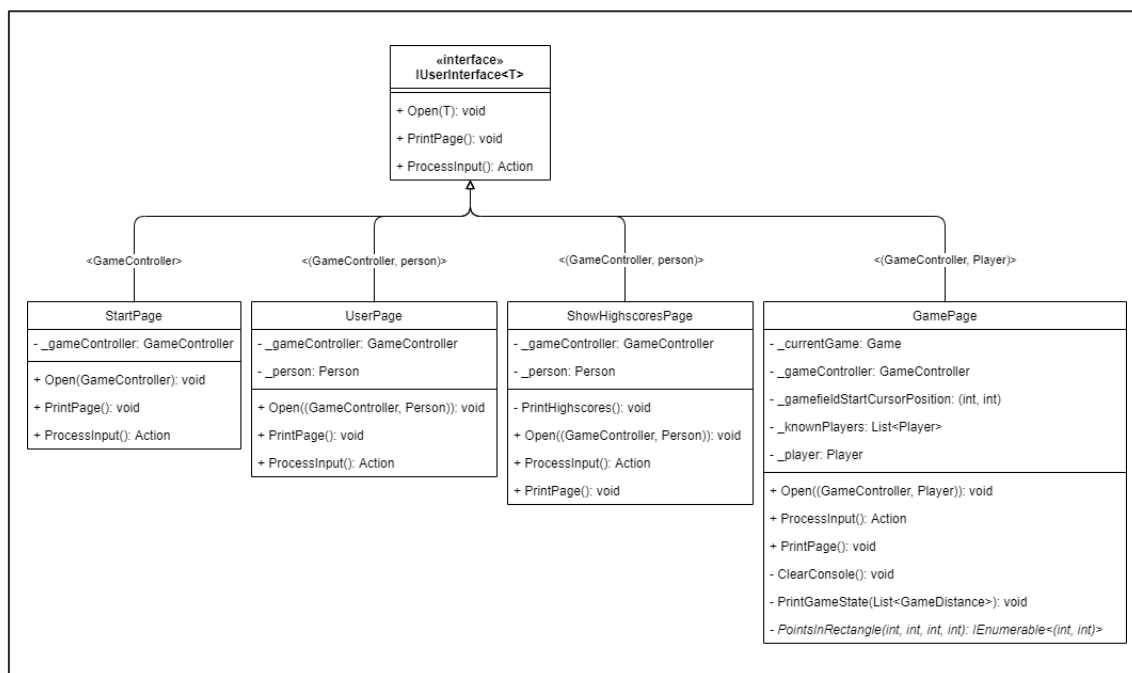 «interface»
IUserInterface<T>
+ Open(T): void
+ PrintPage(): void
+ ProcessInput(): Action
<GameController>
<(GameController, person)>
<(GameController, person)>
<(GameController, Player)>
StartPage
- _gameController: GameController
+ Open(GameController): void
+ PrintPage(): void
+ ProcessInput(): Action
UserPage
- _gameController: GameController
- _person: Person
+ Open((GameController, Person)): void
+ PrintPage(): void
+ ProcessInput(): Action
ShowHighscoresPage
- _gameController: GameController
- _person: Person
- PrintHighscores(): void
+ Open((GameController, Person)): void
+ ProcessInput(): Action
+ PrintPage(): void
GamePage
- _currentGame: Game
- _gameController: GameController
- _gamefieldStartCursorPosition: (int, int)
- _knownPlayers: List<Player>
- _player: Player
+ Open((GameController, Player)): void
+ ProcessInput(): Action
+ PrintPage(): void
- ClearConsole(): void
- PrintGameState(List<GameDistance>): void
- PointsInRectangle(int, int, int, int): IEnumerable<(int, int)>